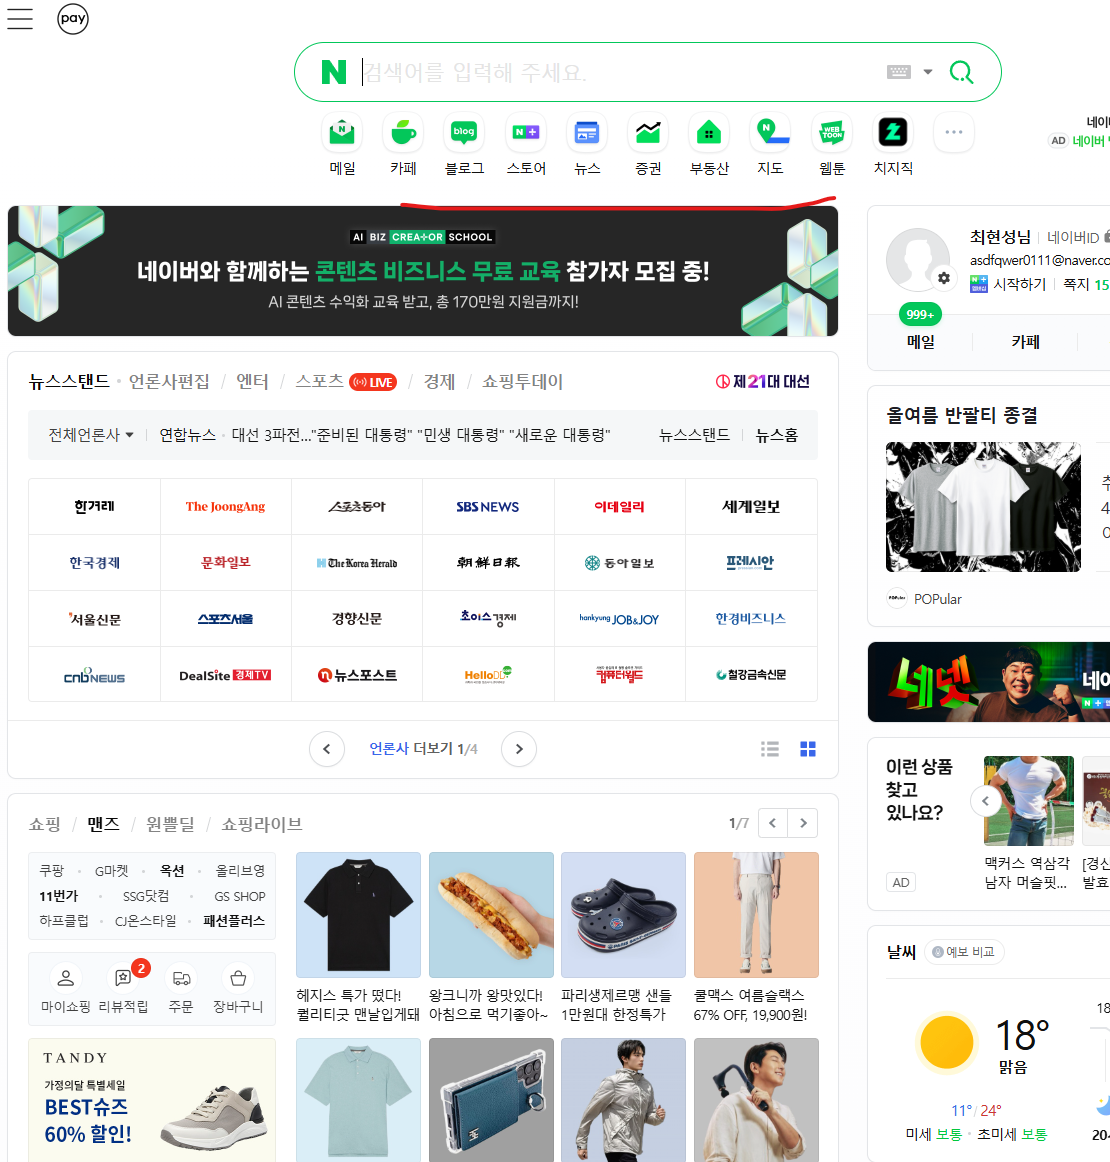 pay
N 검색어를 입력해 주세요.
N blog N+ N WEB TOON
메일 카페 블로그 스토어 뉴스 증권 부동산 지도 웹툰 치지직
AD
AI BIZ CREATOR SCHOOL
네이버와 함께하는 콘텐츠 비즈니스 무료 교육 참가자 모집 중!
AI 콘텐츠 수익화 교육 받고, 총 170만원 지원금까지!
최현성님 네이버ID
asdfqwer0111@naver.co
시작하기 쪽지 15
999+
메일 카페
뉴스스탠드 · 언론사편집 / 엔터 / 스포츠 LIVE / 경제 / 쇼핑투데이 제21대 대선
전체언론사 연합뉴스 · 대선 3파전..."준비된 대통령" "민생 대통령" "새로운 대통령" 뉴스스탠드 뉴스홈
한겨레 The JoongAng 스포츠동아 SBS NEWS 이데일리 세계일보
한국경제 문화일보 The Korea Herald 朝鮮日報 동아일보 프레시안
서울신문 스포츠서울 경향신문 초이스경제 hankyung JOB&JOY 한경비즈니스
cnbNEWS DealSite 경제TV 뉴스포스트 HelloDD 컴퓨터월드 철강금속신문
언론사 더보기 1/4
올여름 반팔티 종결
POPular
네넷
이런 상품
찾고
있나요?
AD
맥커스 역삼각
남자 머슬핏...
쇼핑 / 맨즈 / 원쁠딜 / 쇼핑라이브 1/7
쿠팡 · G마켓 · 옥션 · 올리브영
11번가 · SSG닷컴 · GS SHOP
하프클럽 · CJ온스타일 · 패션플러스
2
마이쇼핑 리뷰적립 주문 장바구니
헤지스 특가 떴다!
퀄리티굿 맨날입게돼
왕크니까 왕맛있다!
아침으로 먹기좋아~
파리생제르맹 샌들
1만원대 한정특가
쿨맥스 여름슬랙스
67% OFF, 19,900원!
TANDY
가정의달 특별세일
BEST슈즈
60% 할인!
날씨 예보 비교
18°
맑음
11° / 24°
미세 보통 · 초미세 보통